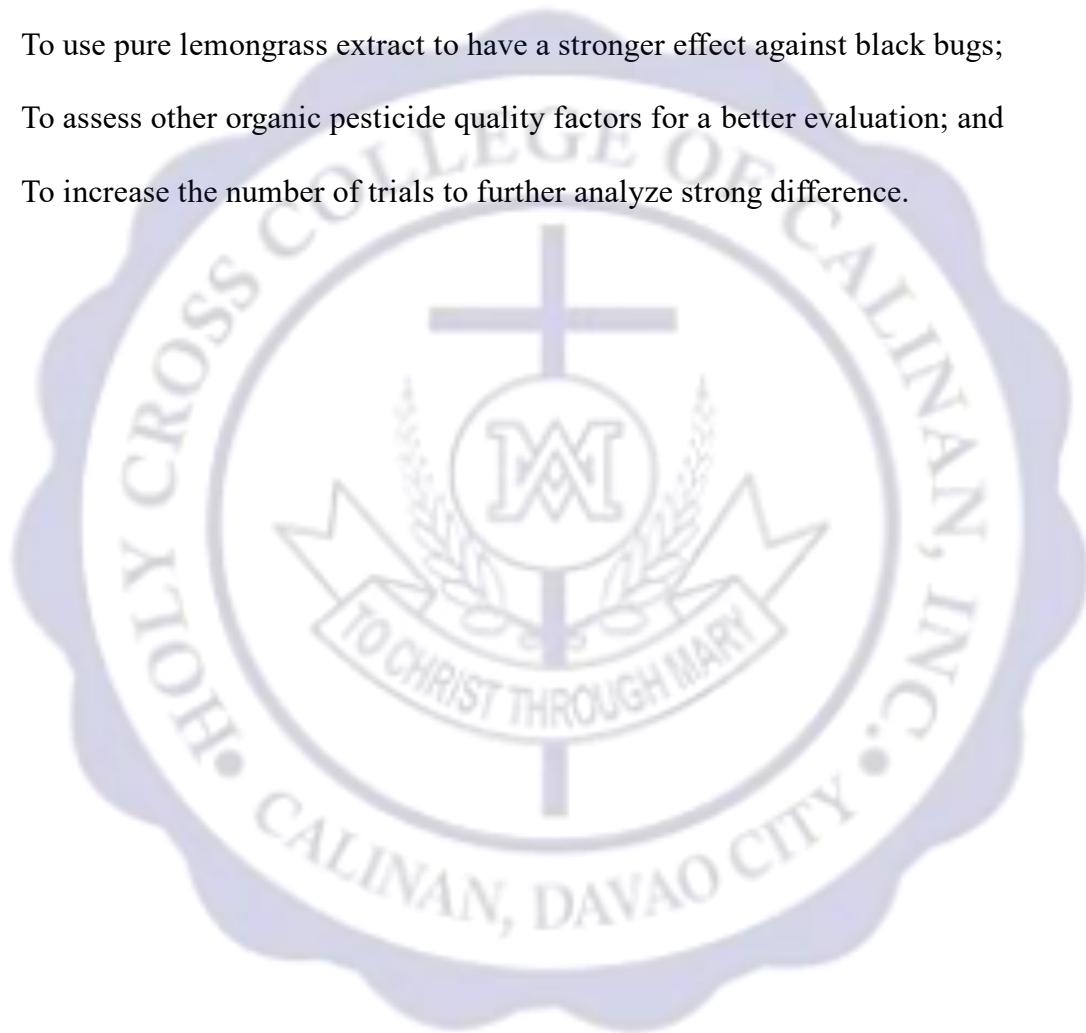 To use pure lemongrass extract to have a stronger effect against black bugs;
To assess other organic pesticide quality factors for a better evaluation; and
To increase the number of trials to further analyze strong difference.
HOLY CROSS COLLEGE OF CALINAN, INC.
TO CHRIST THROUGH MARY
CALINAN, DAVAO CITY